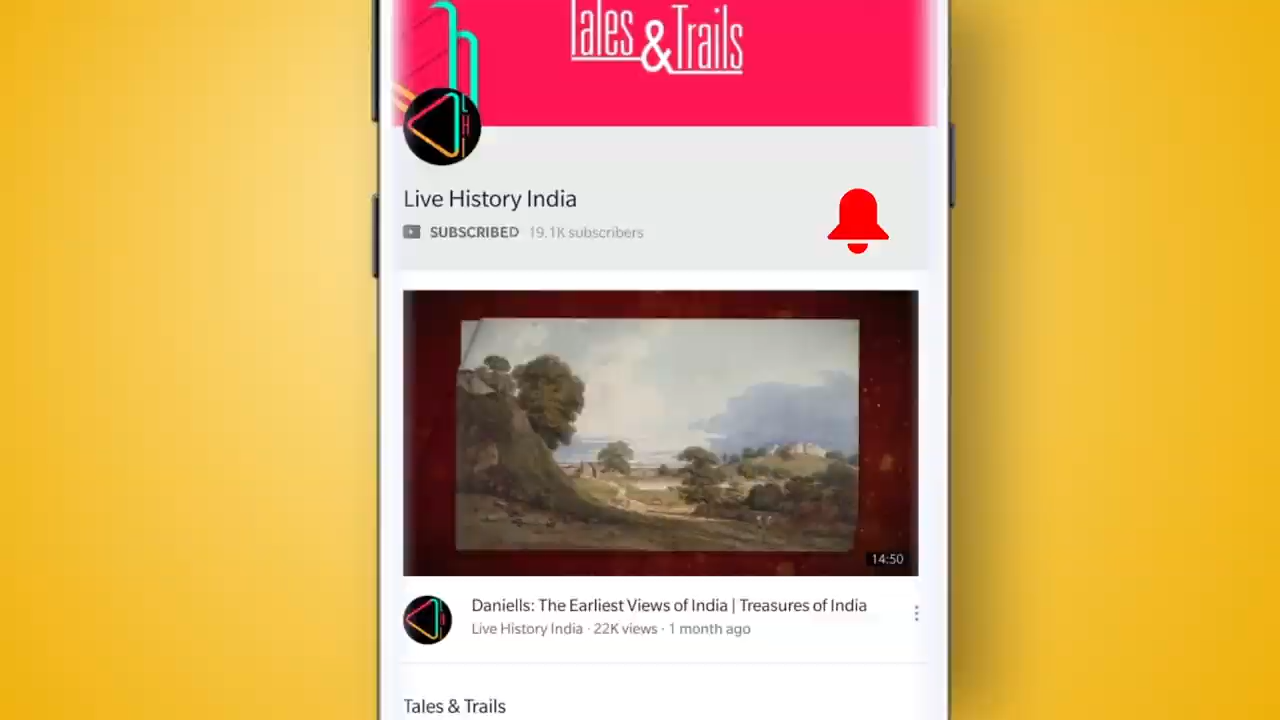 Tales & Trails
LHI
Live History India
SUBSCRIBED 19.1K subscribers
14:50
Daniells: The Earliest Views of India | Treasures of India
Live History India · 22K views · 1 month ago
Tales & Trails